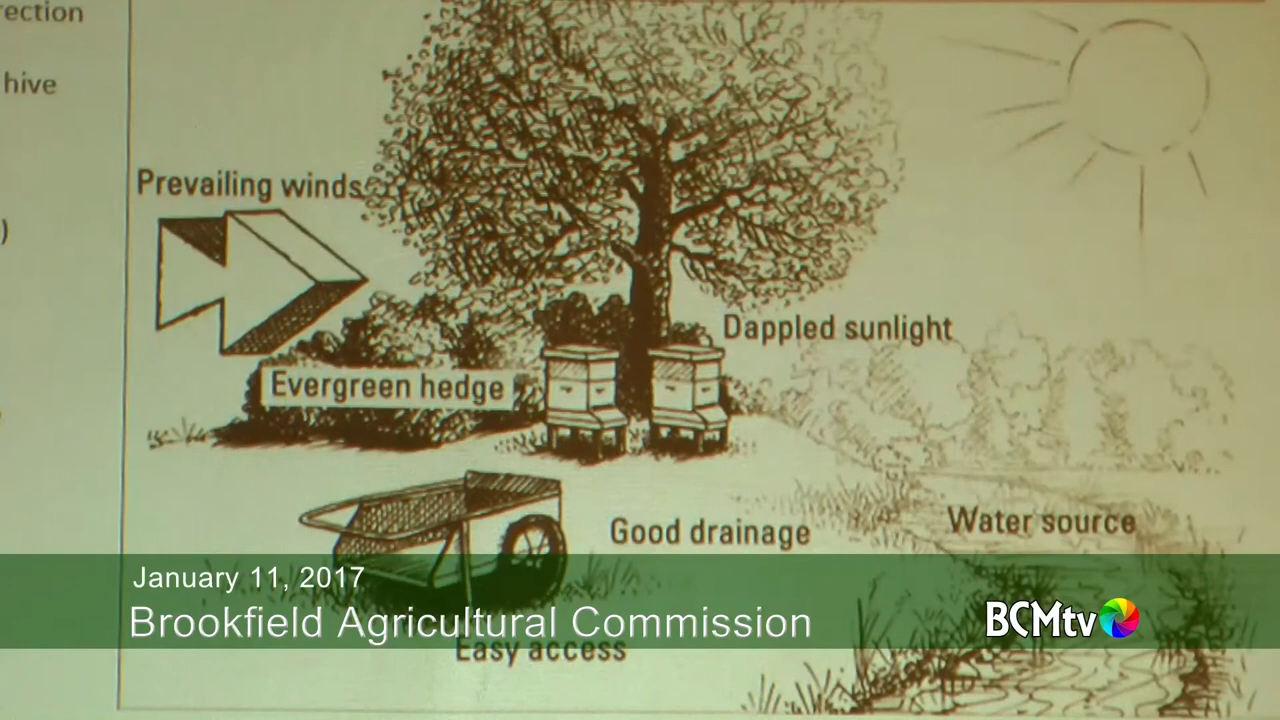 rection
hive
)
Prevailing winds
Dappled sunlight
Evergreen hedge
Good drainage
Water source
January 11, 2017
Brookfield Agricultural Commission
BCMtv
Easy access